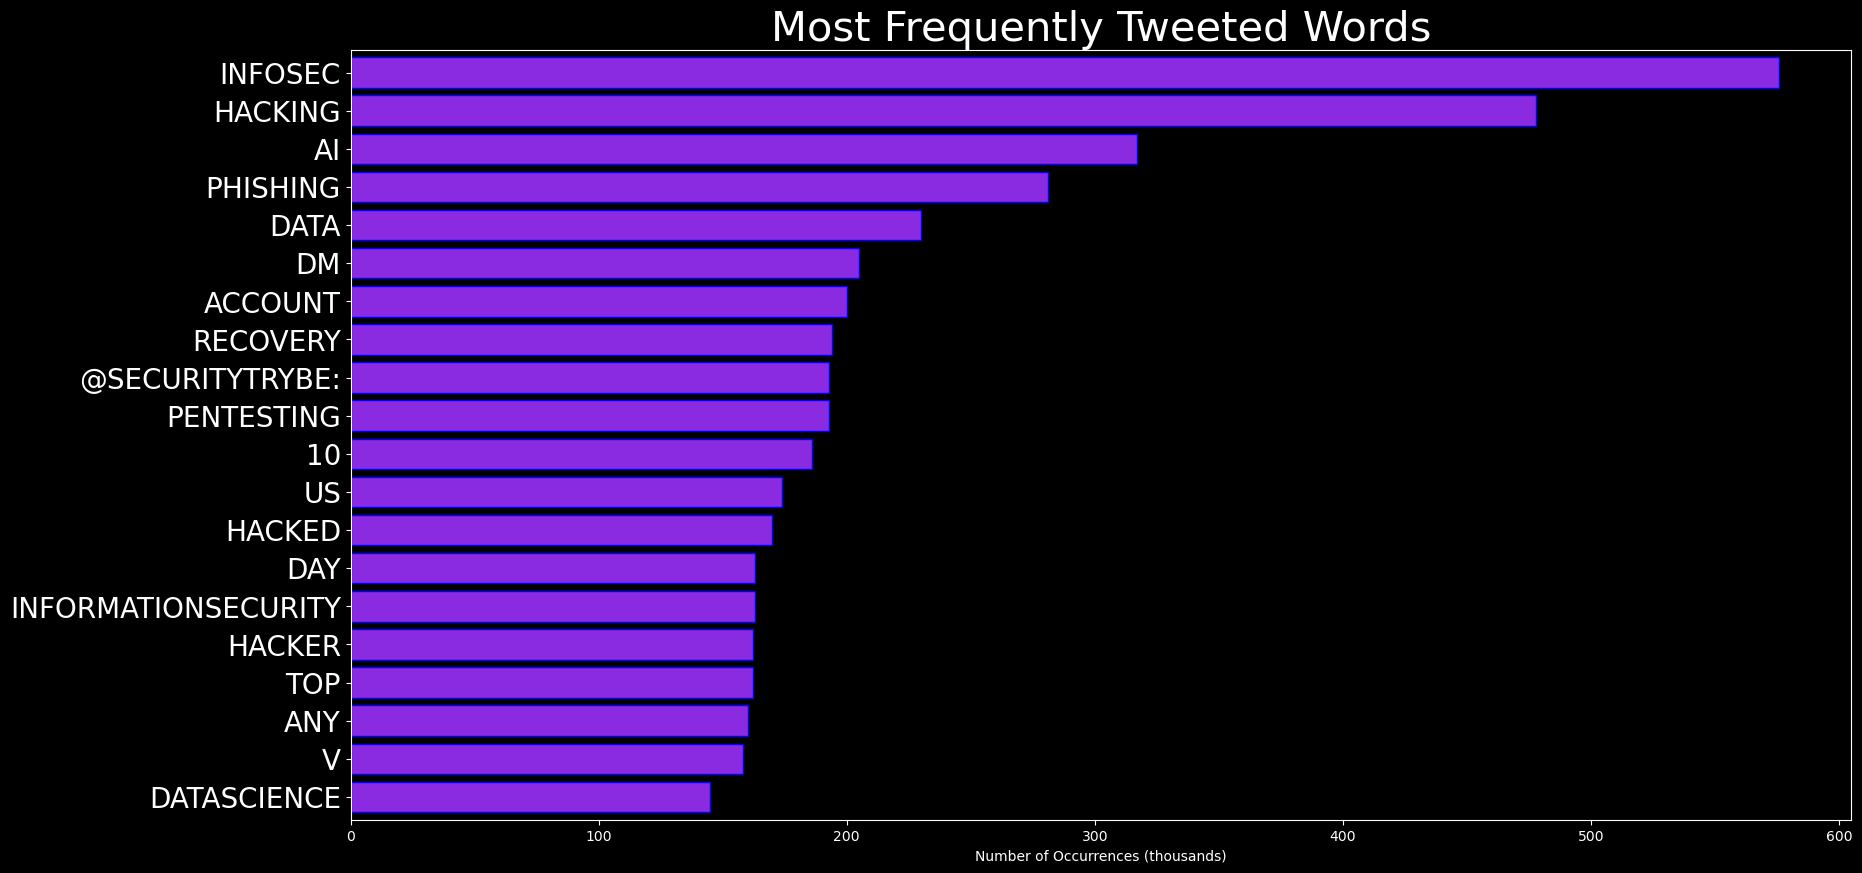 Most Frequently Tweeted Words
INFOSEC
HACKING
AI
PHISHING
DATA
DM
ACCOUNT
RECOVERY
@SECURITYTRYBE:
PENTESTING
10
US
HACKED
DAY
INFORMATIONSECURITY
HACKER
TOP
ANY
V
DATASCIENCE
0 100 200 300 400 500 600
Number of Occurrences (thousands)